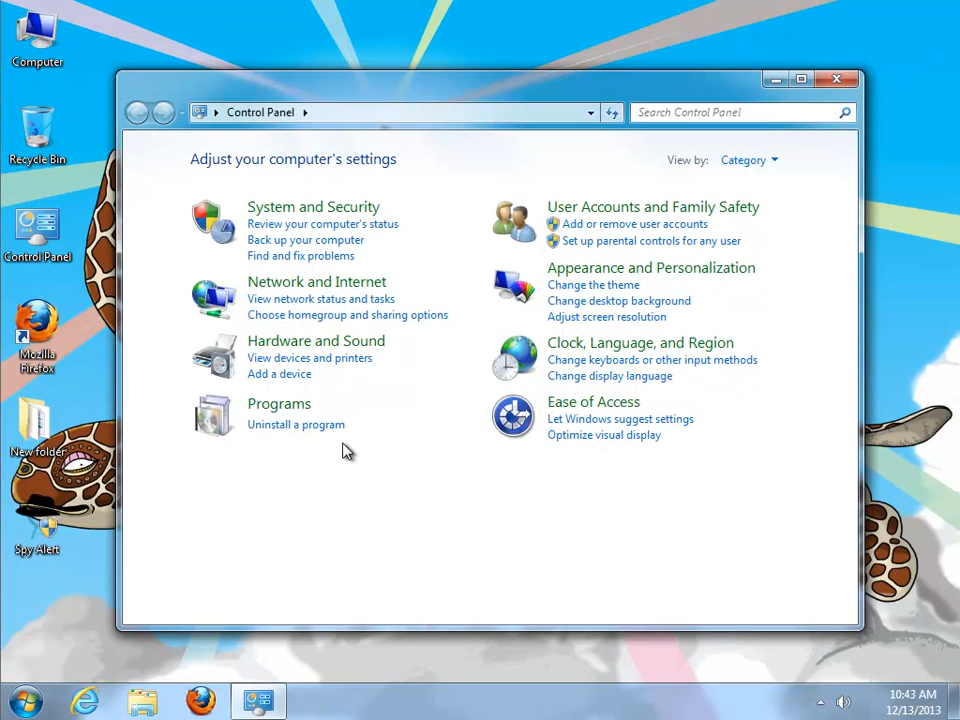 Computer
Recycle Bin
Control Panel
Mozilla
Firefox
New folder
Spy Alert
Control Panel
Search Control Panel
Adjust your computer's settings
View by: Category
System and Security
Review your computer's status
Back up your computer
Find and fix problems
Network and Internet
View network status and tasks
Choose homegroup and sharing options
Hardware and Sound
View devices and printers
Add a device
Programs
Uninstall a program
User Accounts and Family Safety
Add or remove user accounts
Set up parental controls for any user
Appearance and Personalization
Change the theme
Change desktop background
Adjust screen resolution
Clock, Language, and Region
Change keyboards or other input methods
Change display language
Ease of Access
Let Windows suggest settings
Optimize visual display
10:43 AM
12/13/2013